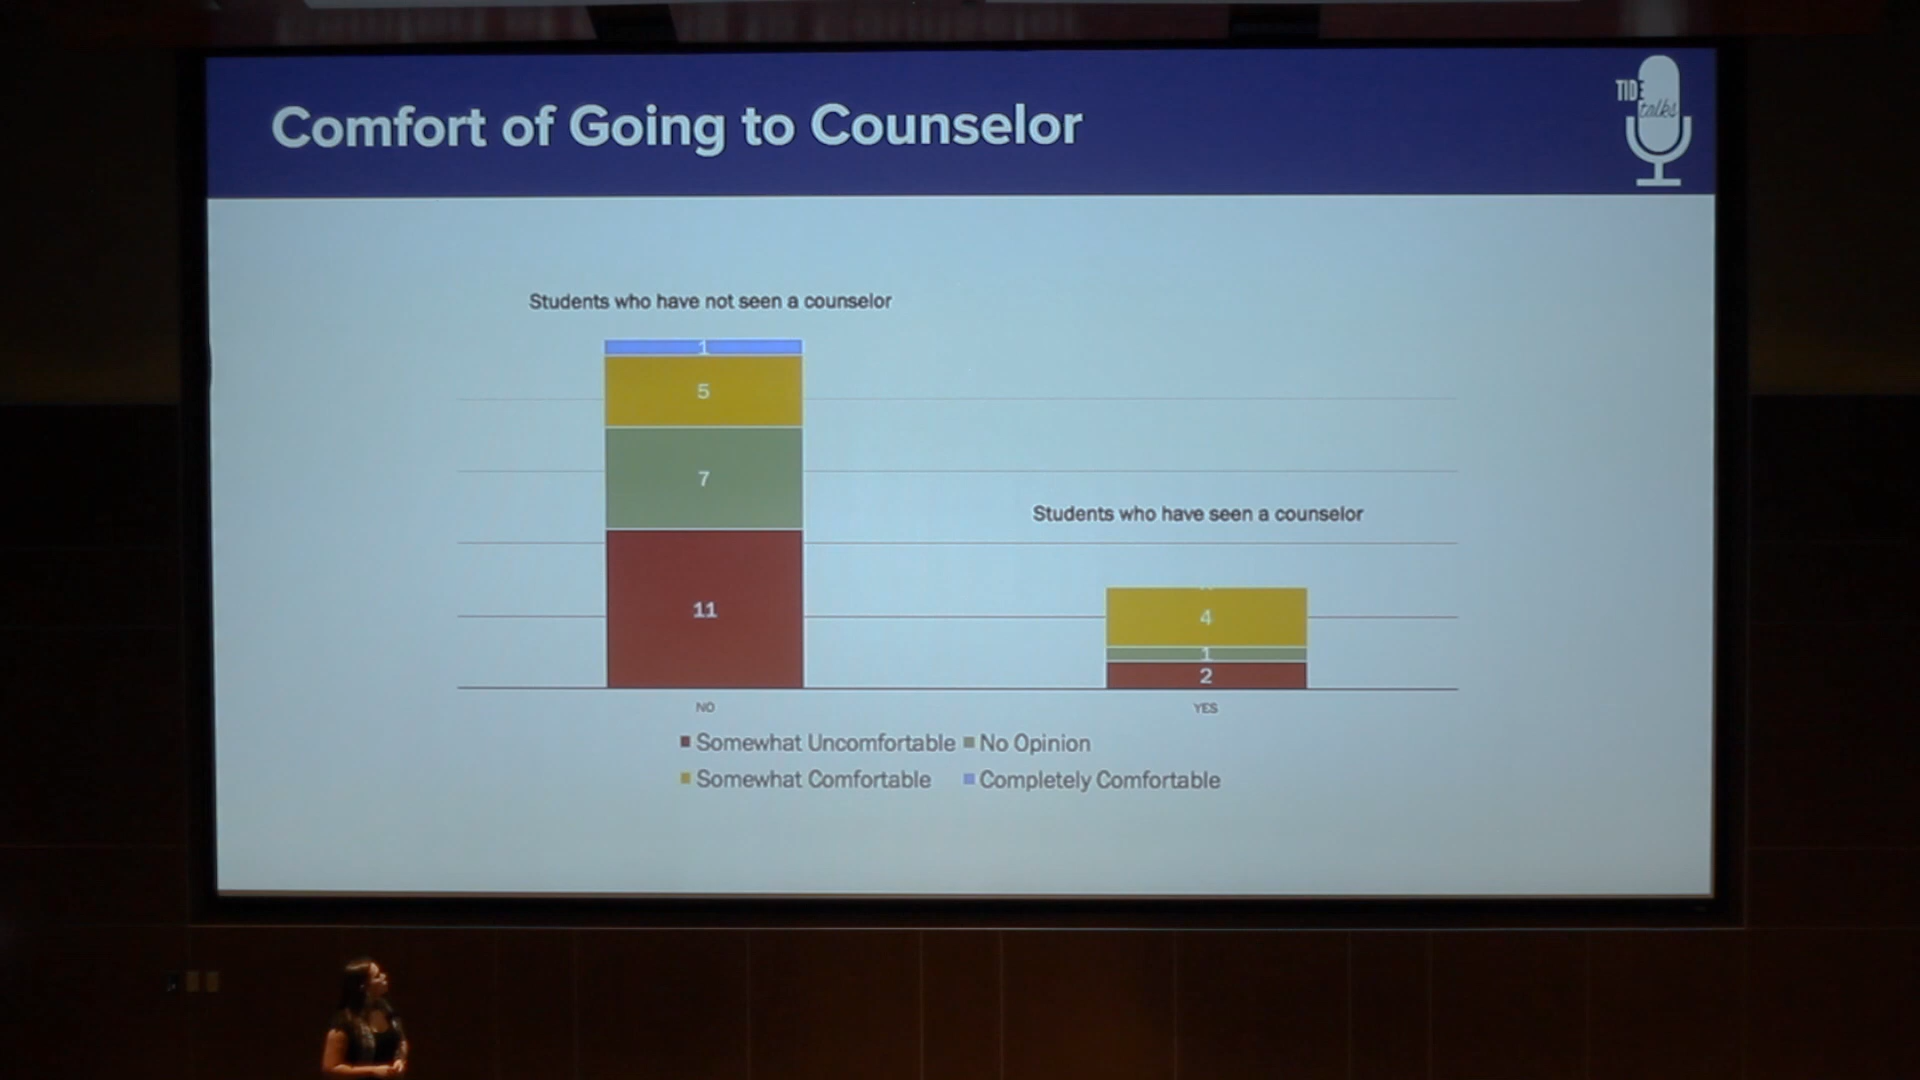 Comfort of Going to Counselor
TIDE
talks
Students who have not seen a counselor
1
5
7
11
Students who have seen a counselor
4
1
2
NO
YES
Somewhat Uncomfortable No Opinion
Somewhat Comfortable Completely Comfortable